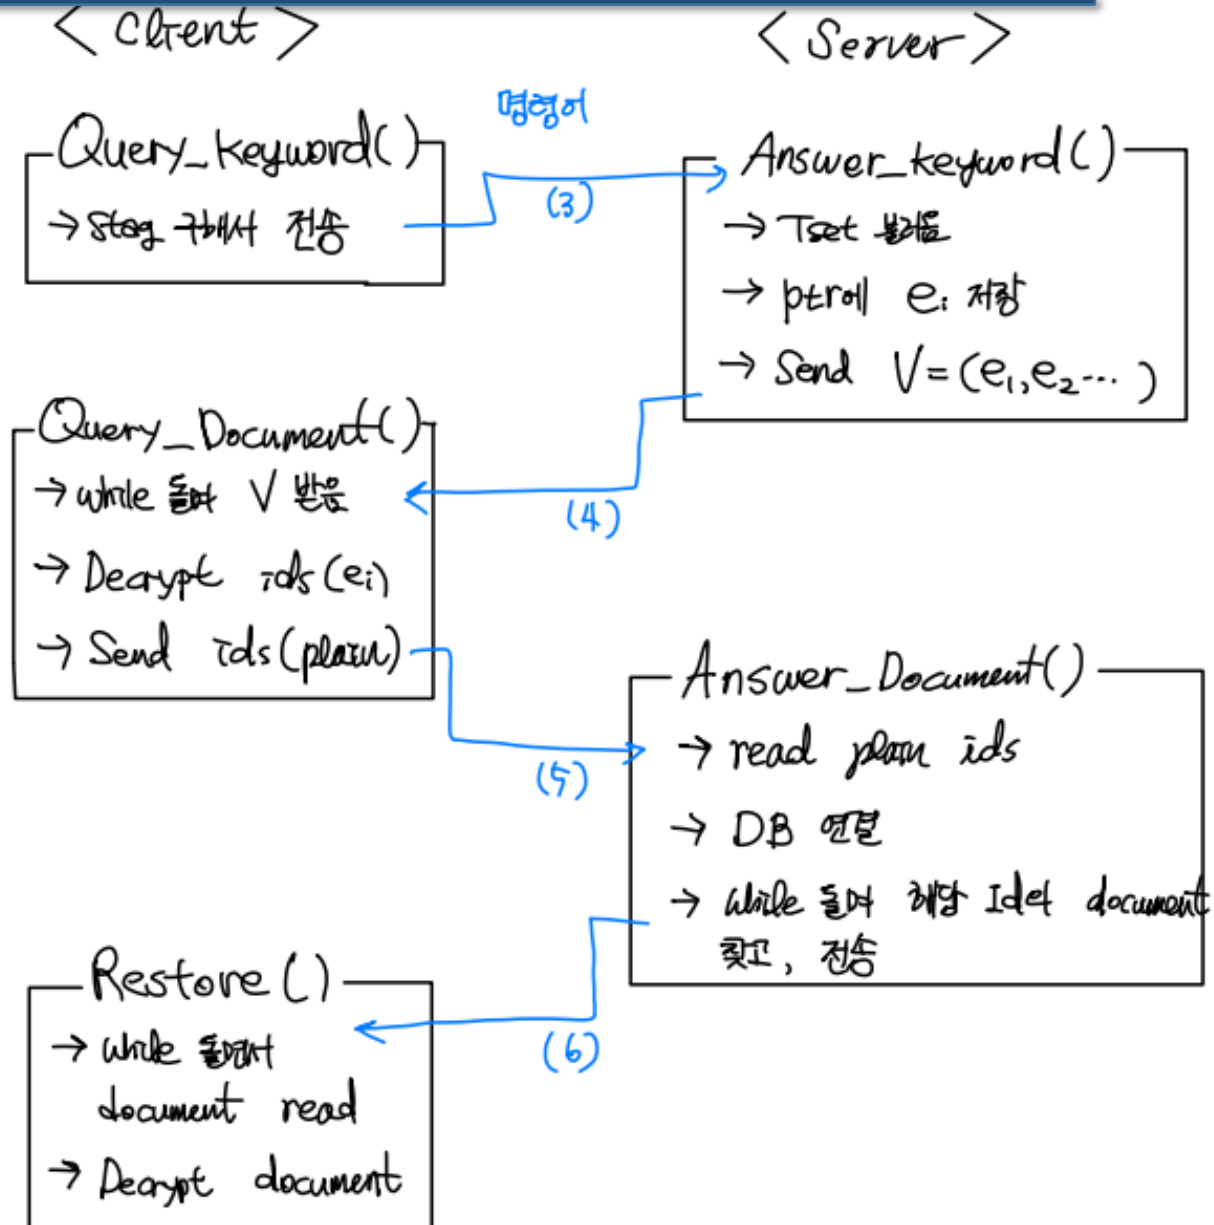 <Client>
<Server>
명령어
Query_keyword()
→ Stag 구해서 전송
(3)
Answer_keyword()
→ Tset 불러옴
→ ptr에 ei 저장
→ Send V=(e1,e2... )
(4)
Query_Document()
→ while 돌며 V 받음
→ Decrypt ids(ei)
→ Send ids(plain)
(5)
Answer_Document()
→ read plain ids
→ DB 연결
→ while 돌며 해당 Id의 document
찾고, 전송
(6)
Restore()
→ while 돌면서
document read
→ Decrypt document